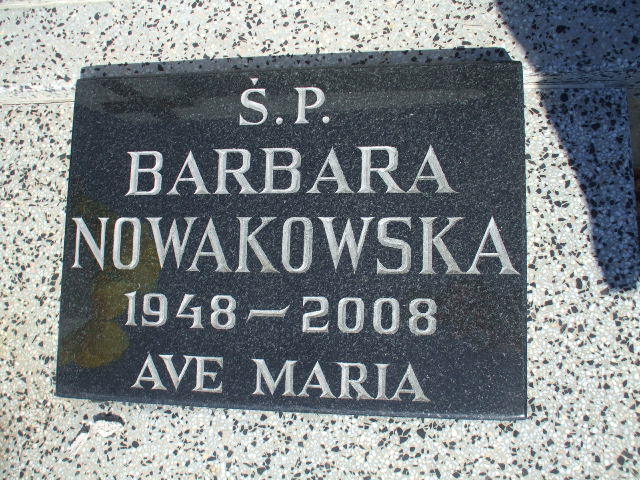 Ś.P.
BARBARA
NOWAKOWSKA
1948 – 2008
AVE MARIA